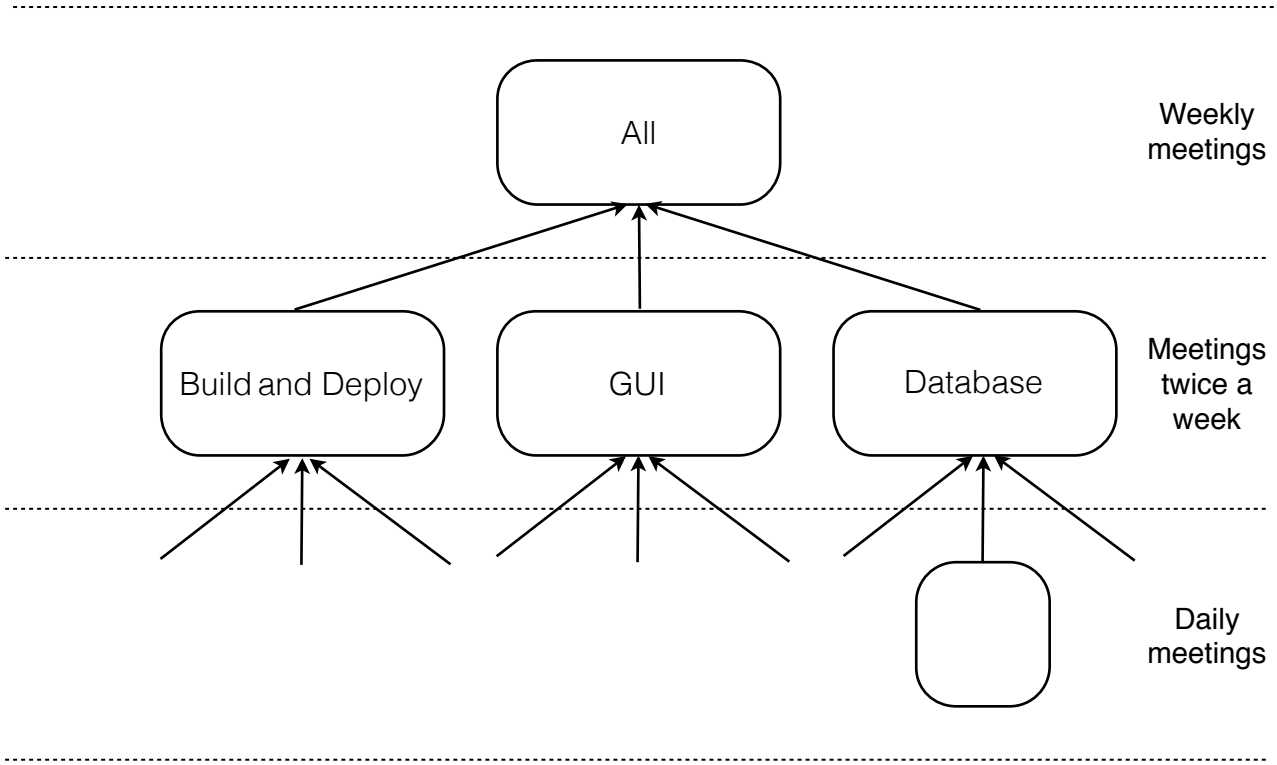 All
Weekly
meetings
Build and Deploy
GUI
Database
Meetings
twice a
week
Daily
meetings